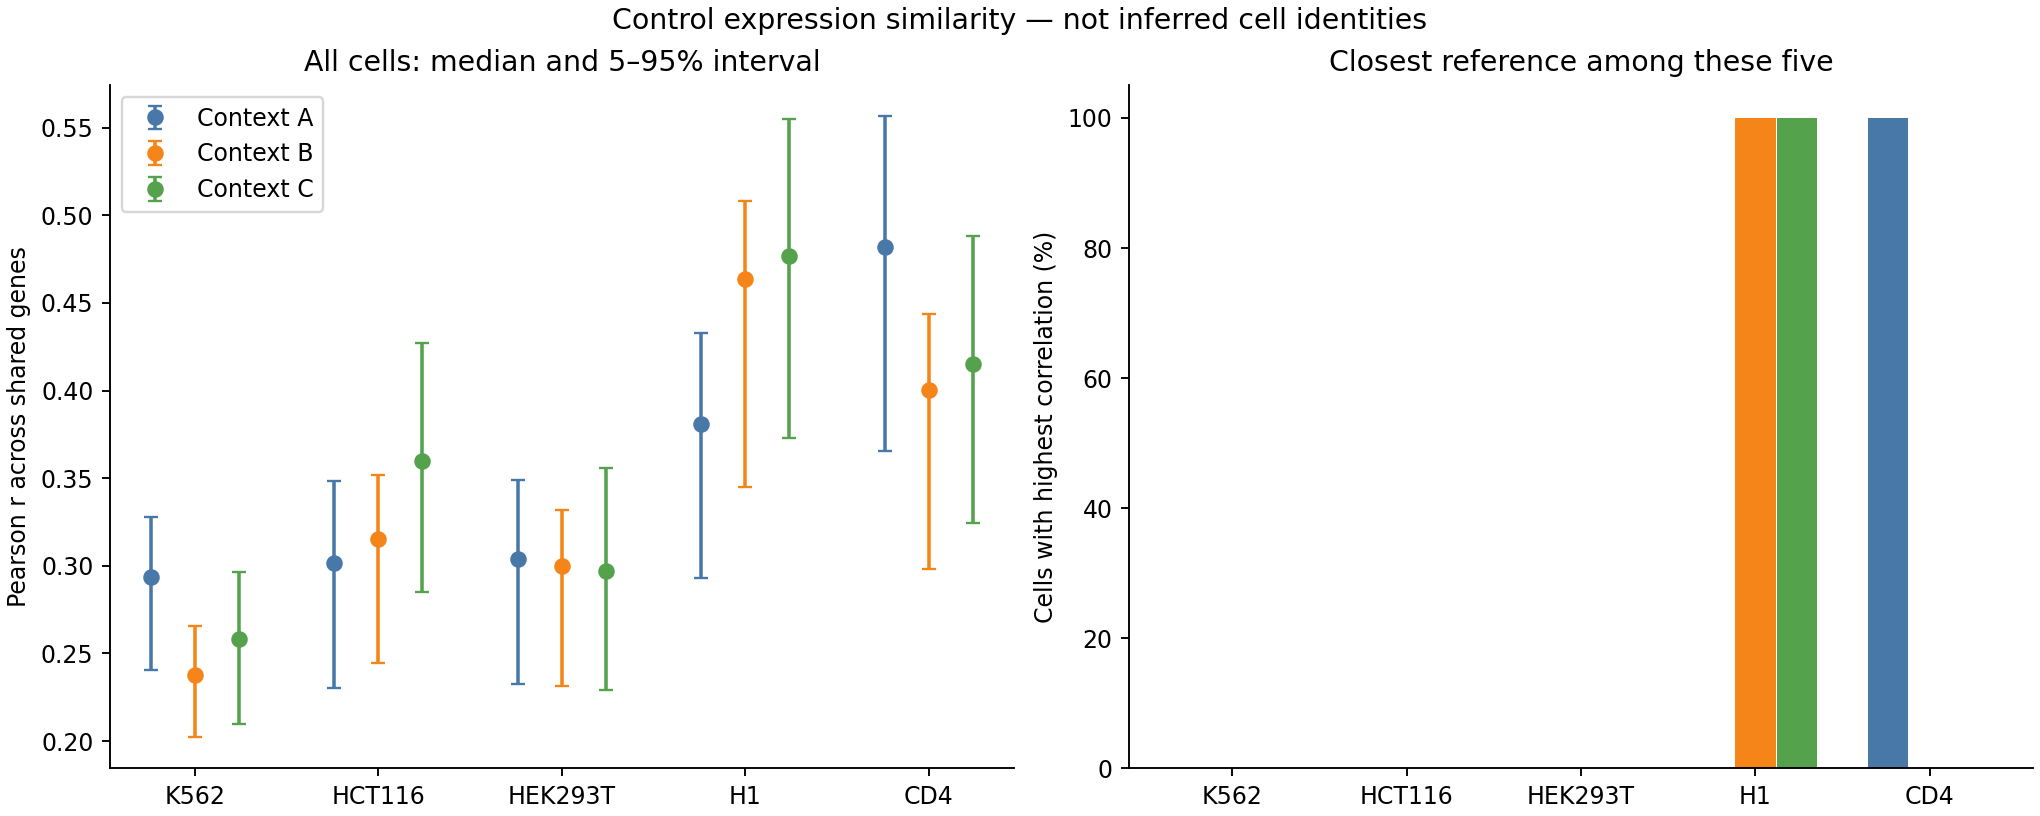 Control expression similarity — not inferred cell identities
All cells: median and 5–95% interval
Context A
Context B
Context C
Pearson r across shared genes
0.55
0.50
0.45
0.40
0.35
0.30
0.25
0.20
K562
HCT116
HEK293T
H1
CD4
Closest reference among these five
Cells with highest correlation (%)
100
80
60
40
20
0
K562
HCT116
HEK293T
H1
CD4